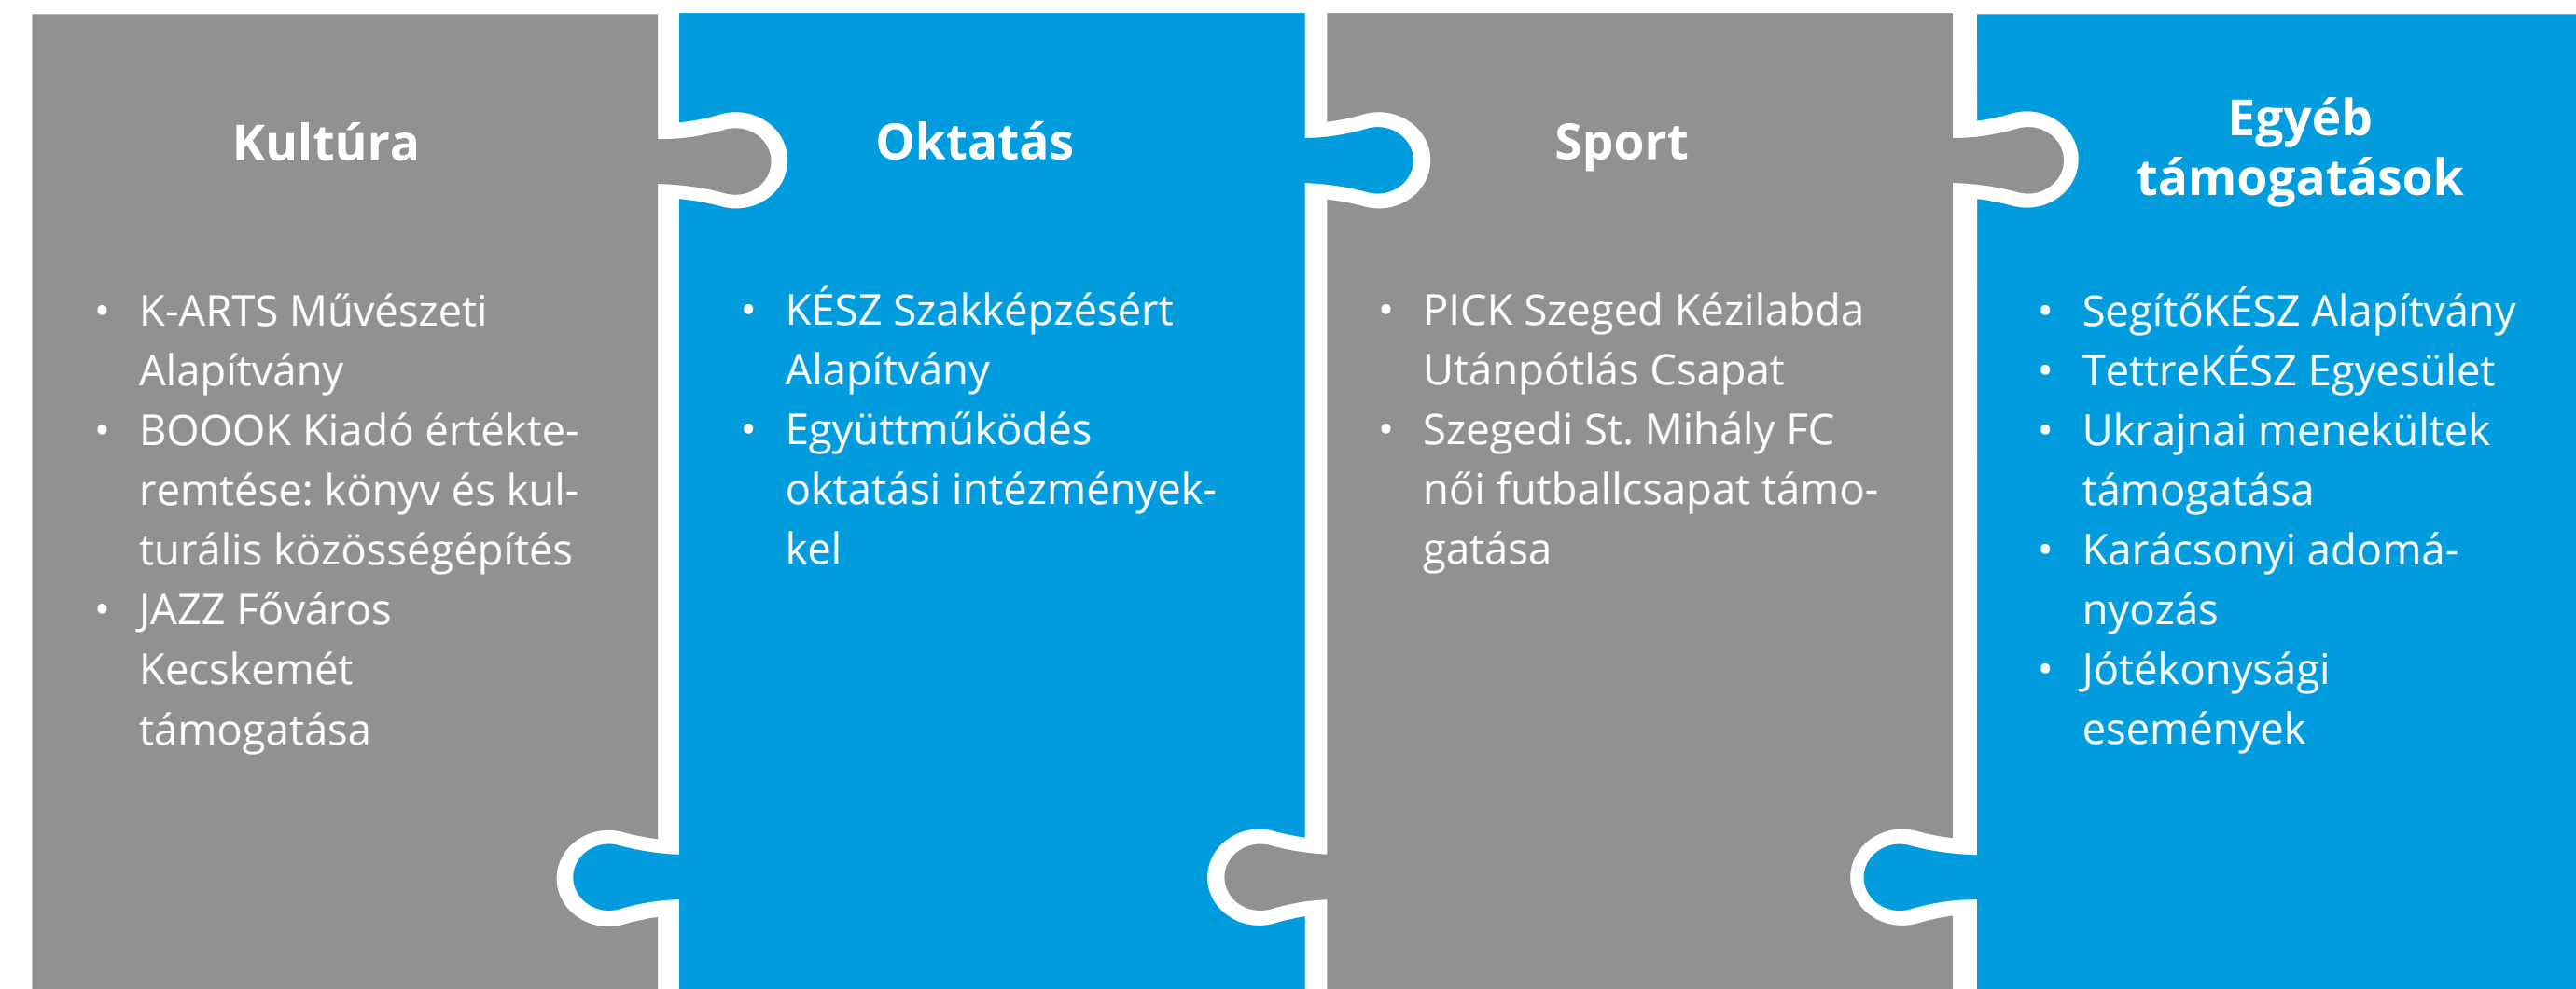 Kultúra
• K-ARTS Művészeti
Alapítvány
• BOOOK Kiadó értékte-
remtése: könyv és kul-
turális közösségépítés
• JAZZ Főváros
Kecskemét
támogatása
Oktatás
• KÉSZ Szakképzésért
Alapítvány
• Együttműködés
oktatási intézmények-
kel
Sport
• PICK Szeged Kézilabda
Utánpótlás Csapat
• Szegedi St. Mihály FC
női futballcsapat támo-
gatása
Egyéb
támogatások
• SegítőKÉSZ Alapítvány
• TettreKÉSZ Egyesület
• Ukrajnai menekültek
támogatása
• Karácsonyi adomá-
nyozás
• Jótékonysági
események